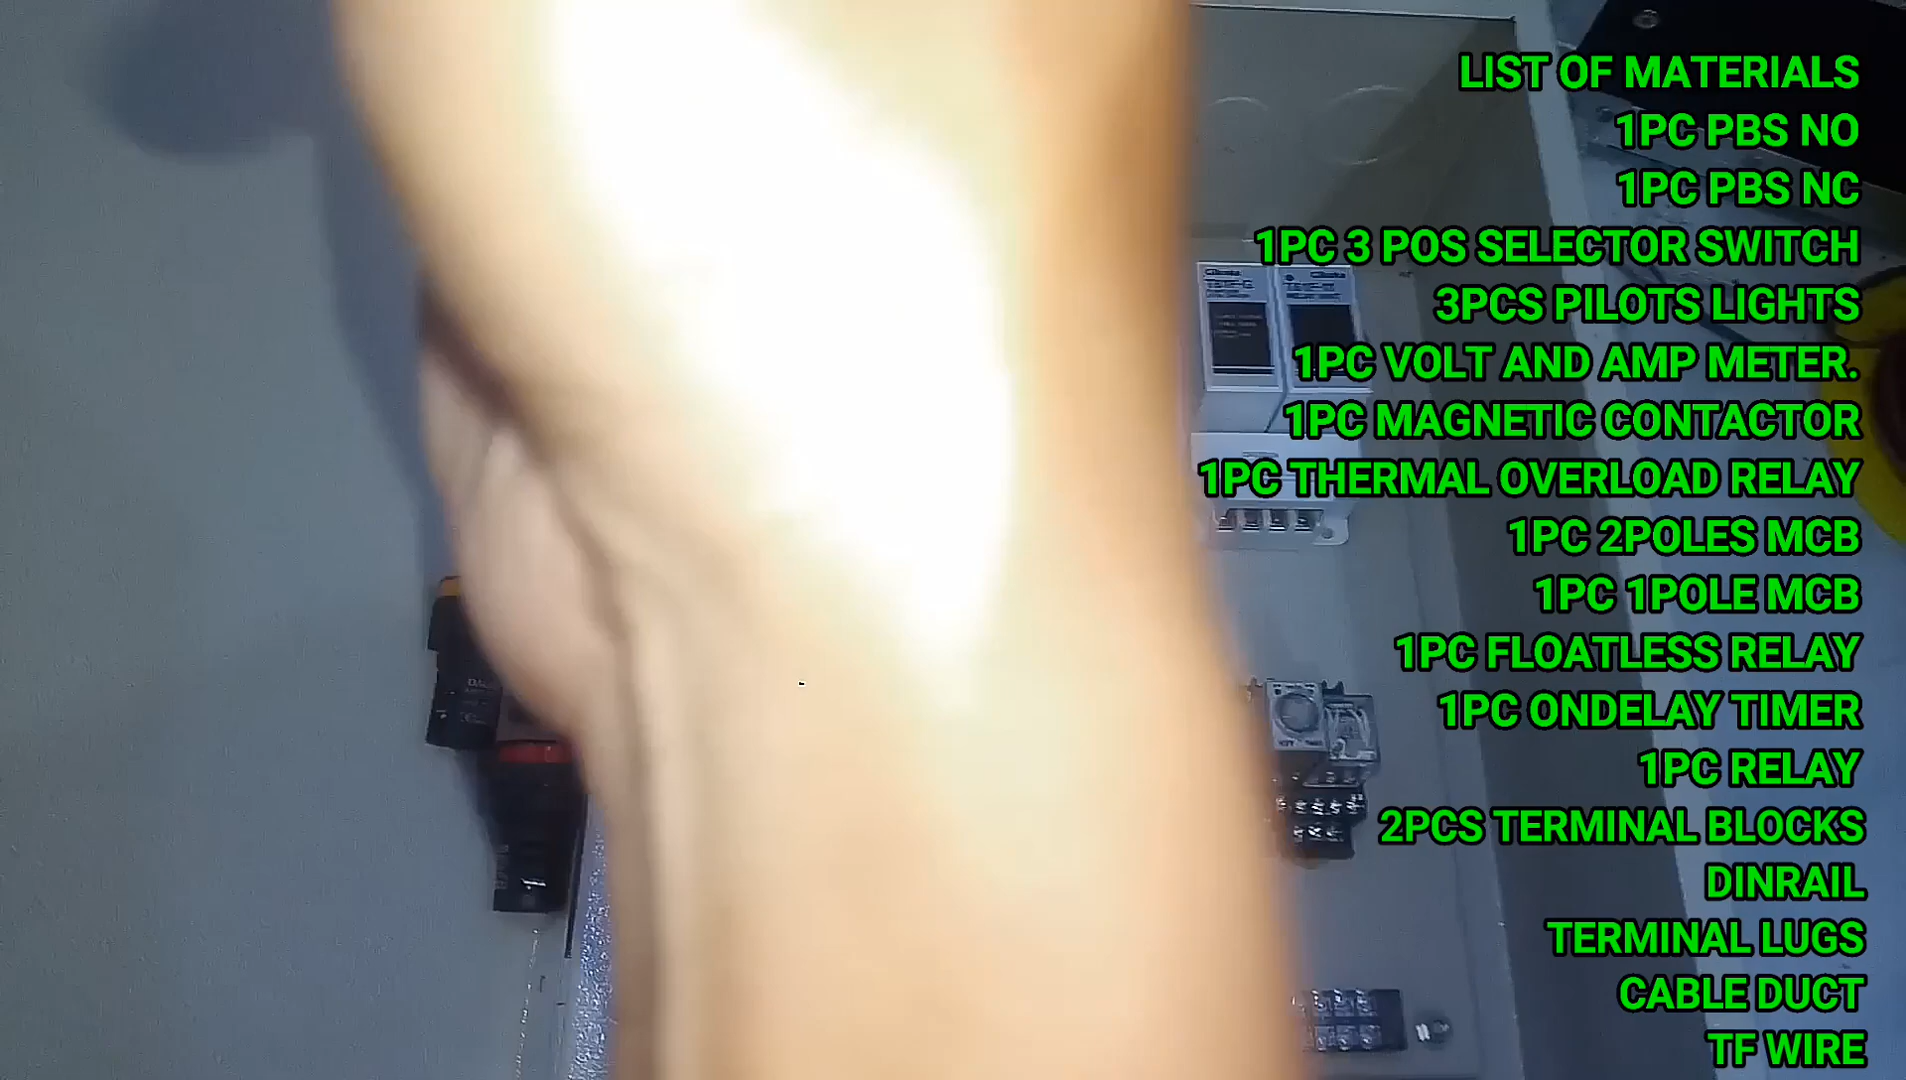 LIST OF MATERIALS
1PC PBS NO
1PC PBS NC
1PC 3 POS SELECTOR SWITCH
3PCS PILOTS LIGHTS
1PC VOLT AND AMP METER.
1PC MAGNETIC CONTACTOR
1PC THERMAL OVERLOAD RELAY
1PC 2POLES MCB
1PC 1POLE MCB
1PC FLOATLESS RELAY
1PC ONDELAY TIMER
1PC RELAY
2PCS TERMINAL BLOCKS
DINRAIL
TERMINAL LUGS
CABLE DUCT
TF WIRE